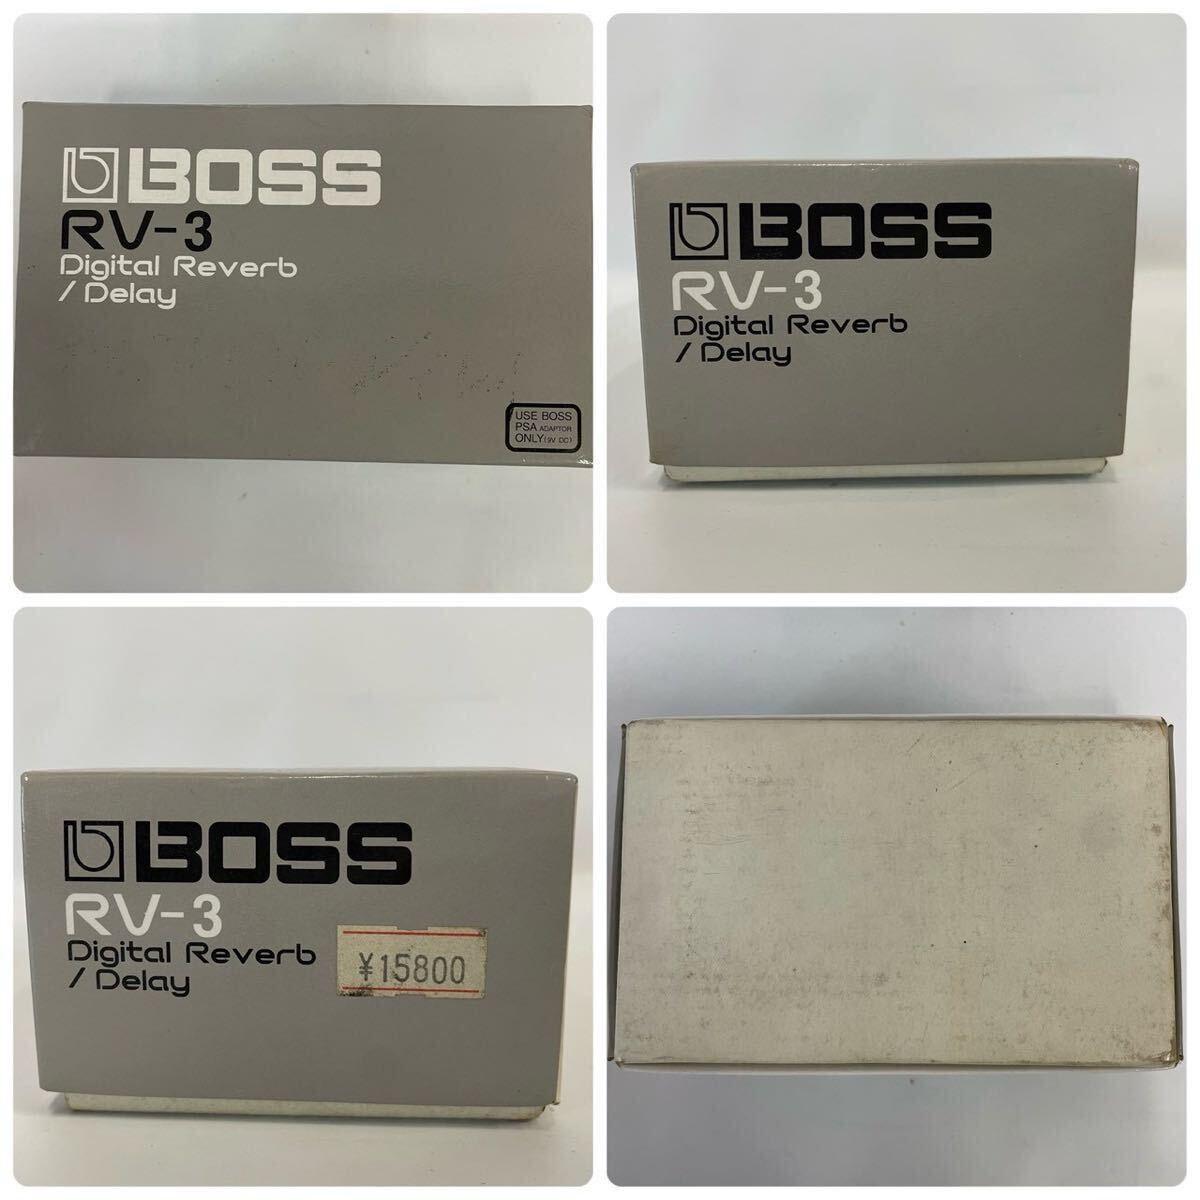 BOSS
RV-3
Digital Reverb
/ Delay
USE BOSS
PSA ADAPTOR
ONLY(9V DC)
BOSS
RV-3
Digital Reverb
/ Delay
BOSS
RV-3
Digital Reverb
/ Delay
¥15800